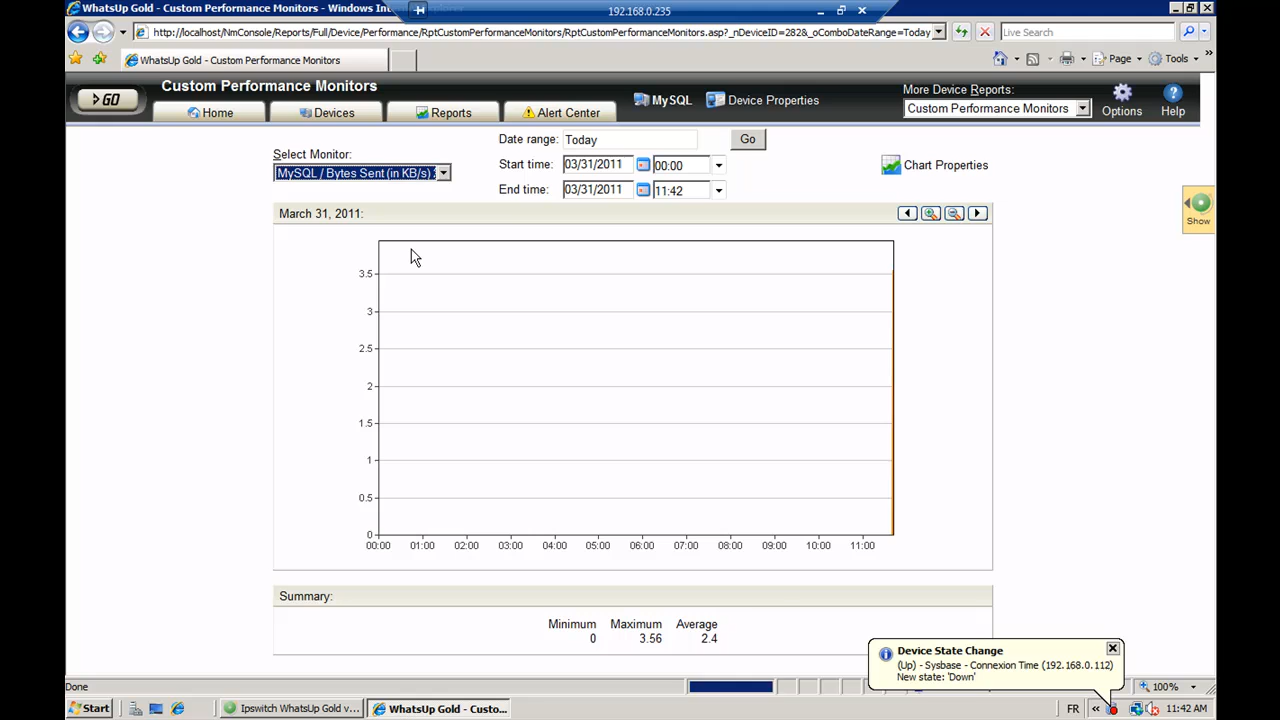 WhatsUp Gold - Custom Performance Monitors - Windows Internet Explorer
192.168.0.235
http://localhost/NmConsole/Reports/Full/Device/Performance/RptCustomPerformanceMonitors/RptCustomPerformanceMonitors.asp?_nDeviceID=282&_oComboDateRange=Today
Live Search
WhatsUp Gold - Custom Performance Monitors
Page
Tools
GO
Custom Performance Monitors
MySQL
Device Properties
More Device Reports:
Custom Performance Monitors
Options
Help
Home
Devices
Reports
Alert Center
Date range: Today
Go
Select Monitor:
MySQL / Bytes Sent (in KB/s)
Start time: 03/31/2011 00:00
End time: 03/31/2011 11:42
Chart Properties
Show
March 31, 2011:
3.5
3
2.5
2
1.5
1
0.5
0
00:00 01:00 02:00 03:00 04:00 05:00 06:00 07:00 08:00 09:00 10:00 11:00
Summary:
Minimum Maximum Average
0 3.56 2.4
Device State Change
(Up) - Sysbase - Connexion Time (192.168.0.112)
New state: 'Down'
Done
100%
Start
Ipswitch WhatsUp Gold v...
WhatsUp Gold - Custo...
FR
11:42 AM